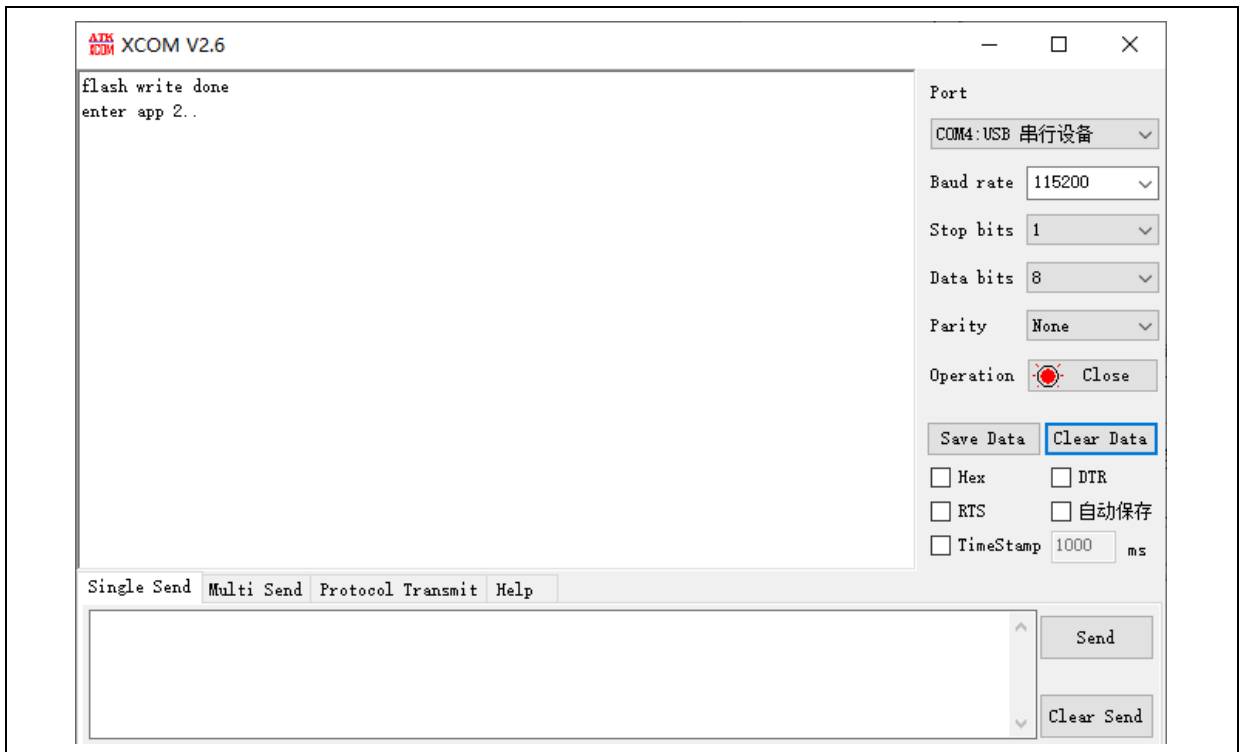 ATK XCOM XCOM V2.6
flash write done
enter app 2..
Port
COM4:USB 串行设备
Baud rate 115200
Stop bits 1
Data bits 8
Parity None
Operation Close
Save Data Clear Data
Hex DTR
RTS 自动保存
TimeStamp 1000 ms
Single Send Multi Send Protocol Transmit Help
Send
Clear Send